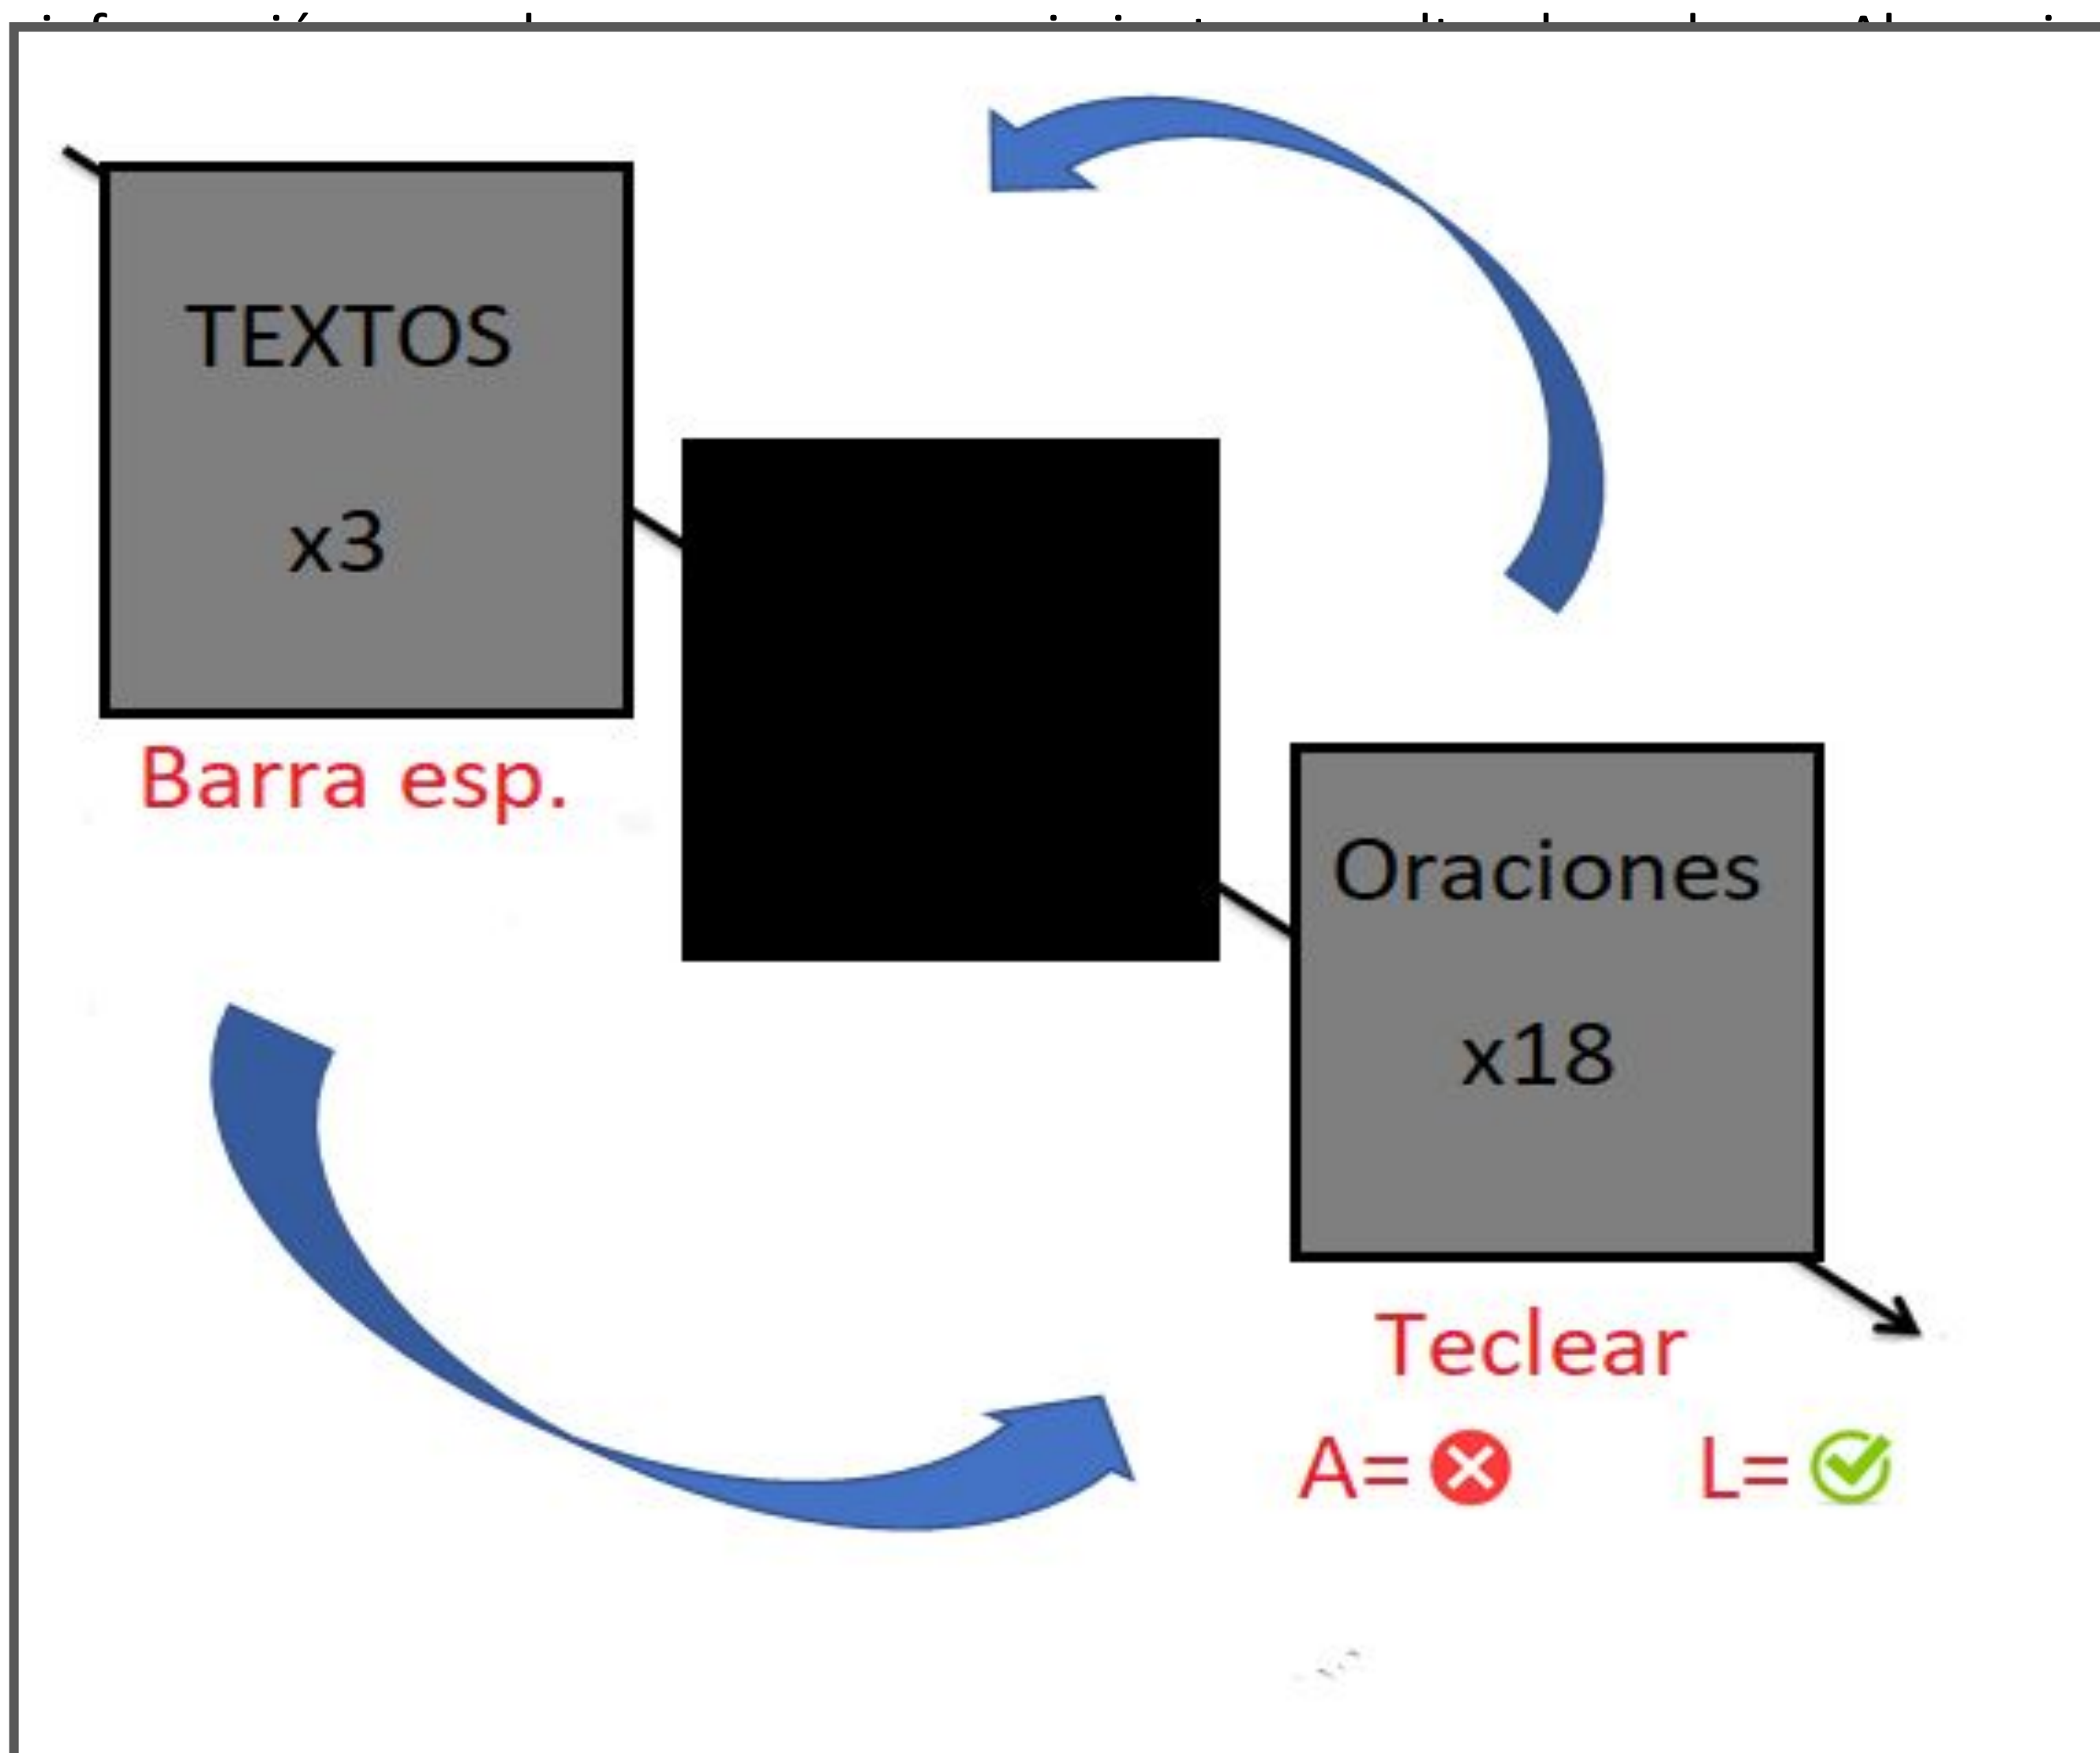 TEXTOS
x3
Barra esp.
Oraciones
x18
Teclear
A= L=